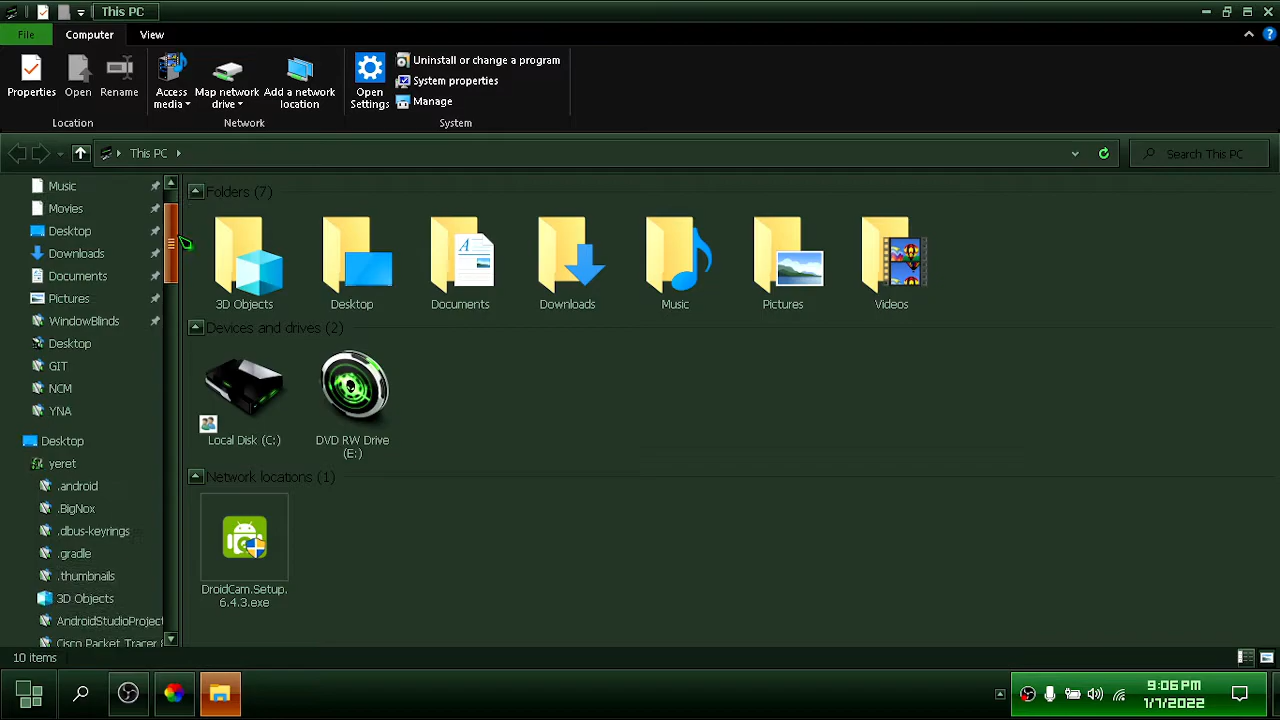 This PC
File
Computer
View
Properties
Open
Rename
Access
media
Map network
drive
Add a network
location
Open
Settings
Uninstall or change a program
System properties
Manage
Location
Network
System
This PC
Search This PC
Music
Movies
Desktop
Downloads
Documents
Pictures
WindowBlinds
Desktop
GIT
NCM
YNA
Desktop
yeret
.android
.BigNox
.dbus-keyrings
.gradle
.thumbnails
3D Objects
AndroidStudioProject
Cisco Packet Tracer
Folders (7)
3D Objects
Desktop
Documents
Downloads
Music
Pictures
Videos
Devices and drives (2)
Local Disk (C:)
DVD RW Drive
(E:)
Network locations (1)
DroidCam.Setup.
6.4.3.exe
10 items
9:06 PM
1/7/2022